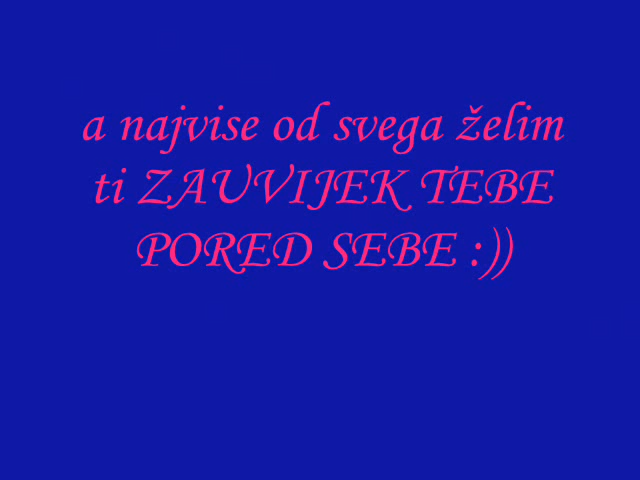 a najvise od svega želim
ti ZAUVIJEK TEBE
PORED SEBE :))